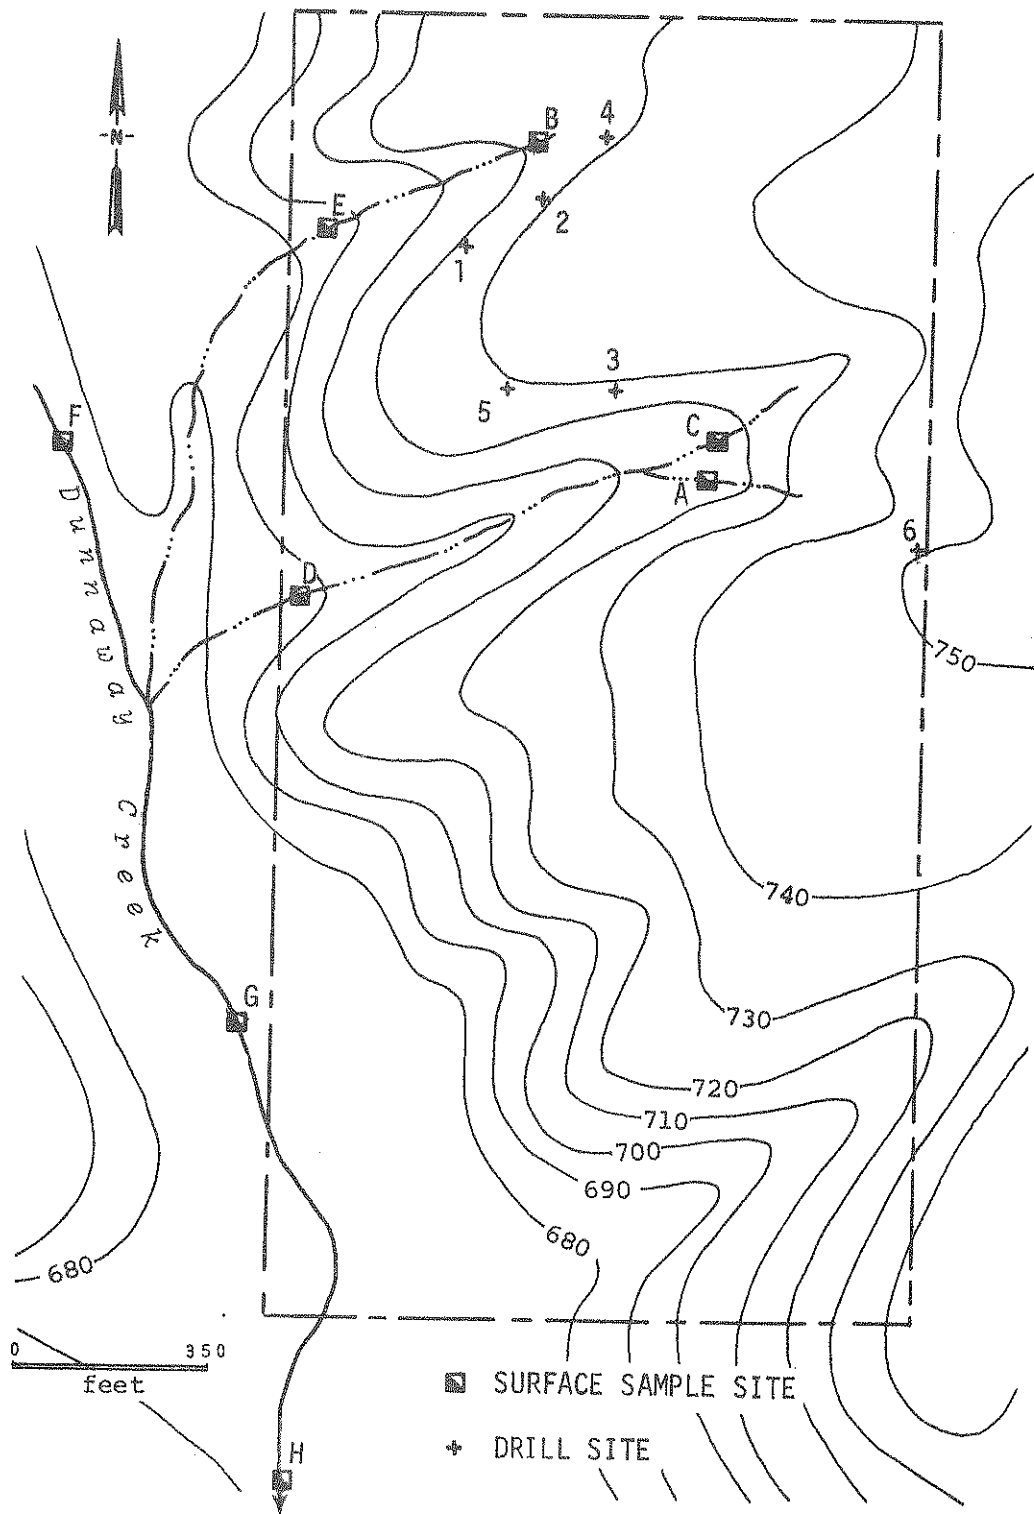 B
4
N
E
2
1
3
5
F
C
A
6
D
Dunnaway Creek
750
740
G
730
720
710
700
690
680
680
0 350
feet
SURFACE SAMPLE SITE
DRILL SITE
H